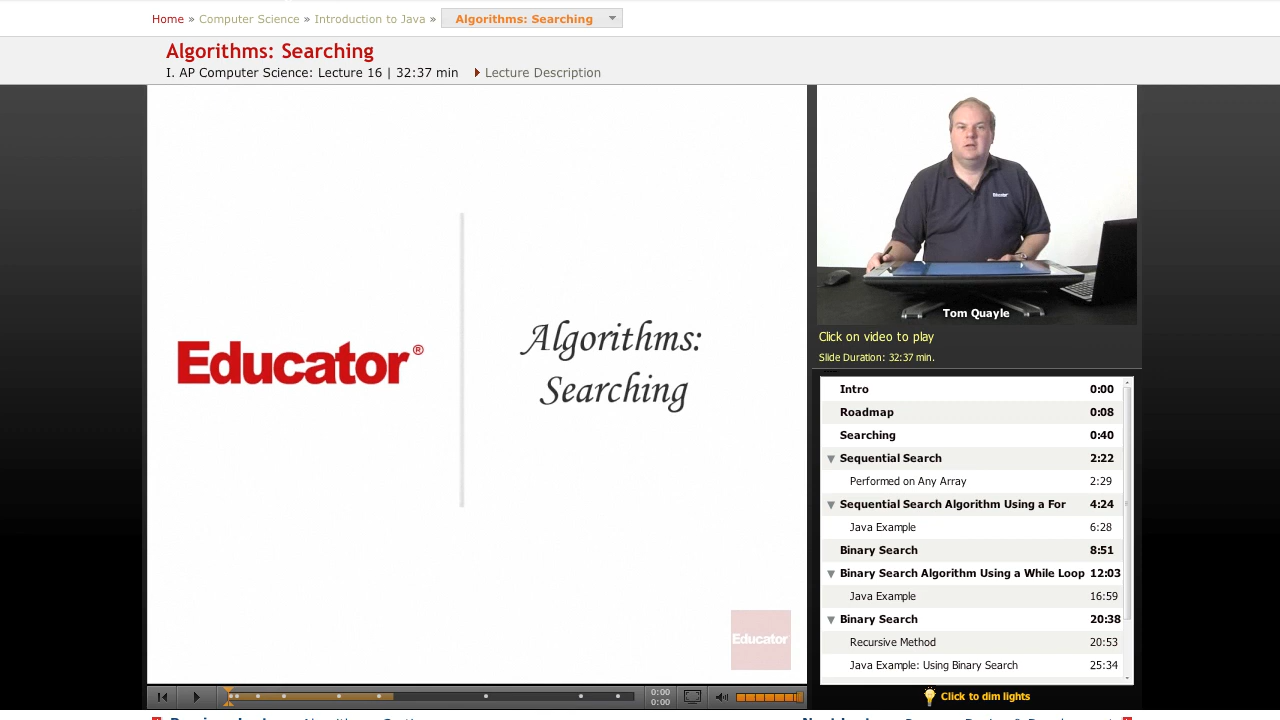 Home » Computer Science » Introduction to Java » Algorithms: Searching
Algorithms: Searching
I. AP Computer Science: Lecture 16 | 32:37 min Lecture Description
Educator®
Algorithms:
Searching
Educator
Educator
Tom Quayle
Click on video to play
Slide Duration: 32:37 min.
Intro 0:00
Roadmap 0:08
Searching 0:40
Sequential Search 2:22
Performed on Any Array 2:29
Sequential Search Algorithm Using a For 4:24
Java Example 6:28
Binary Search 8:51
Binary Search Algorithm Using a While Loop 12:03
Java Example 16:59
Binary Search 20:38
Recursive Method 20:53
Java Example: Using Binary Search 25:34
0:00
0:00
Click to dim lights